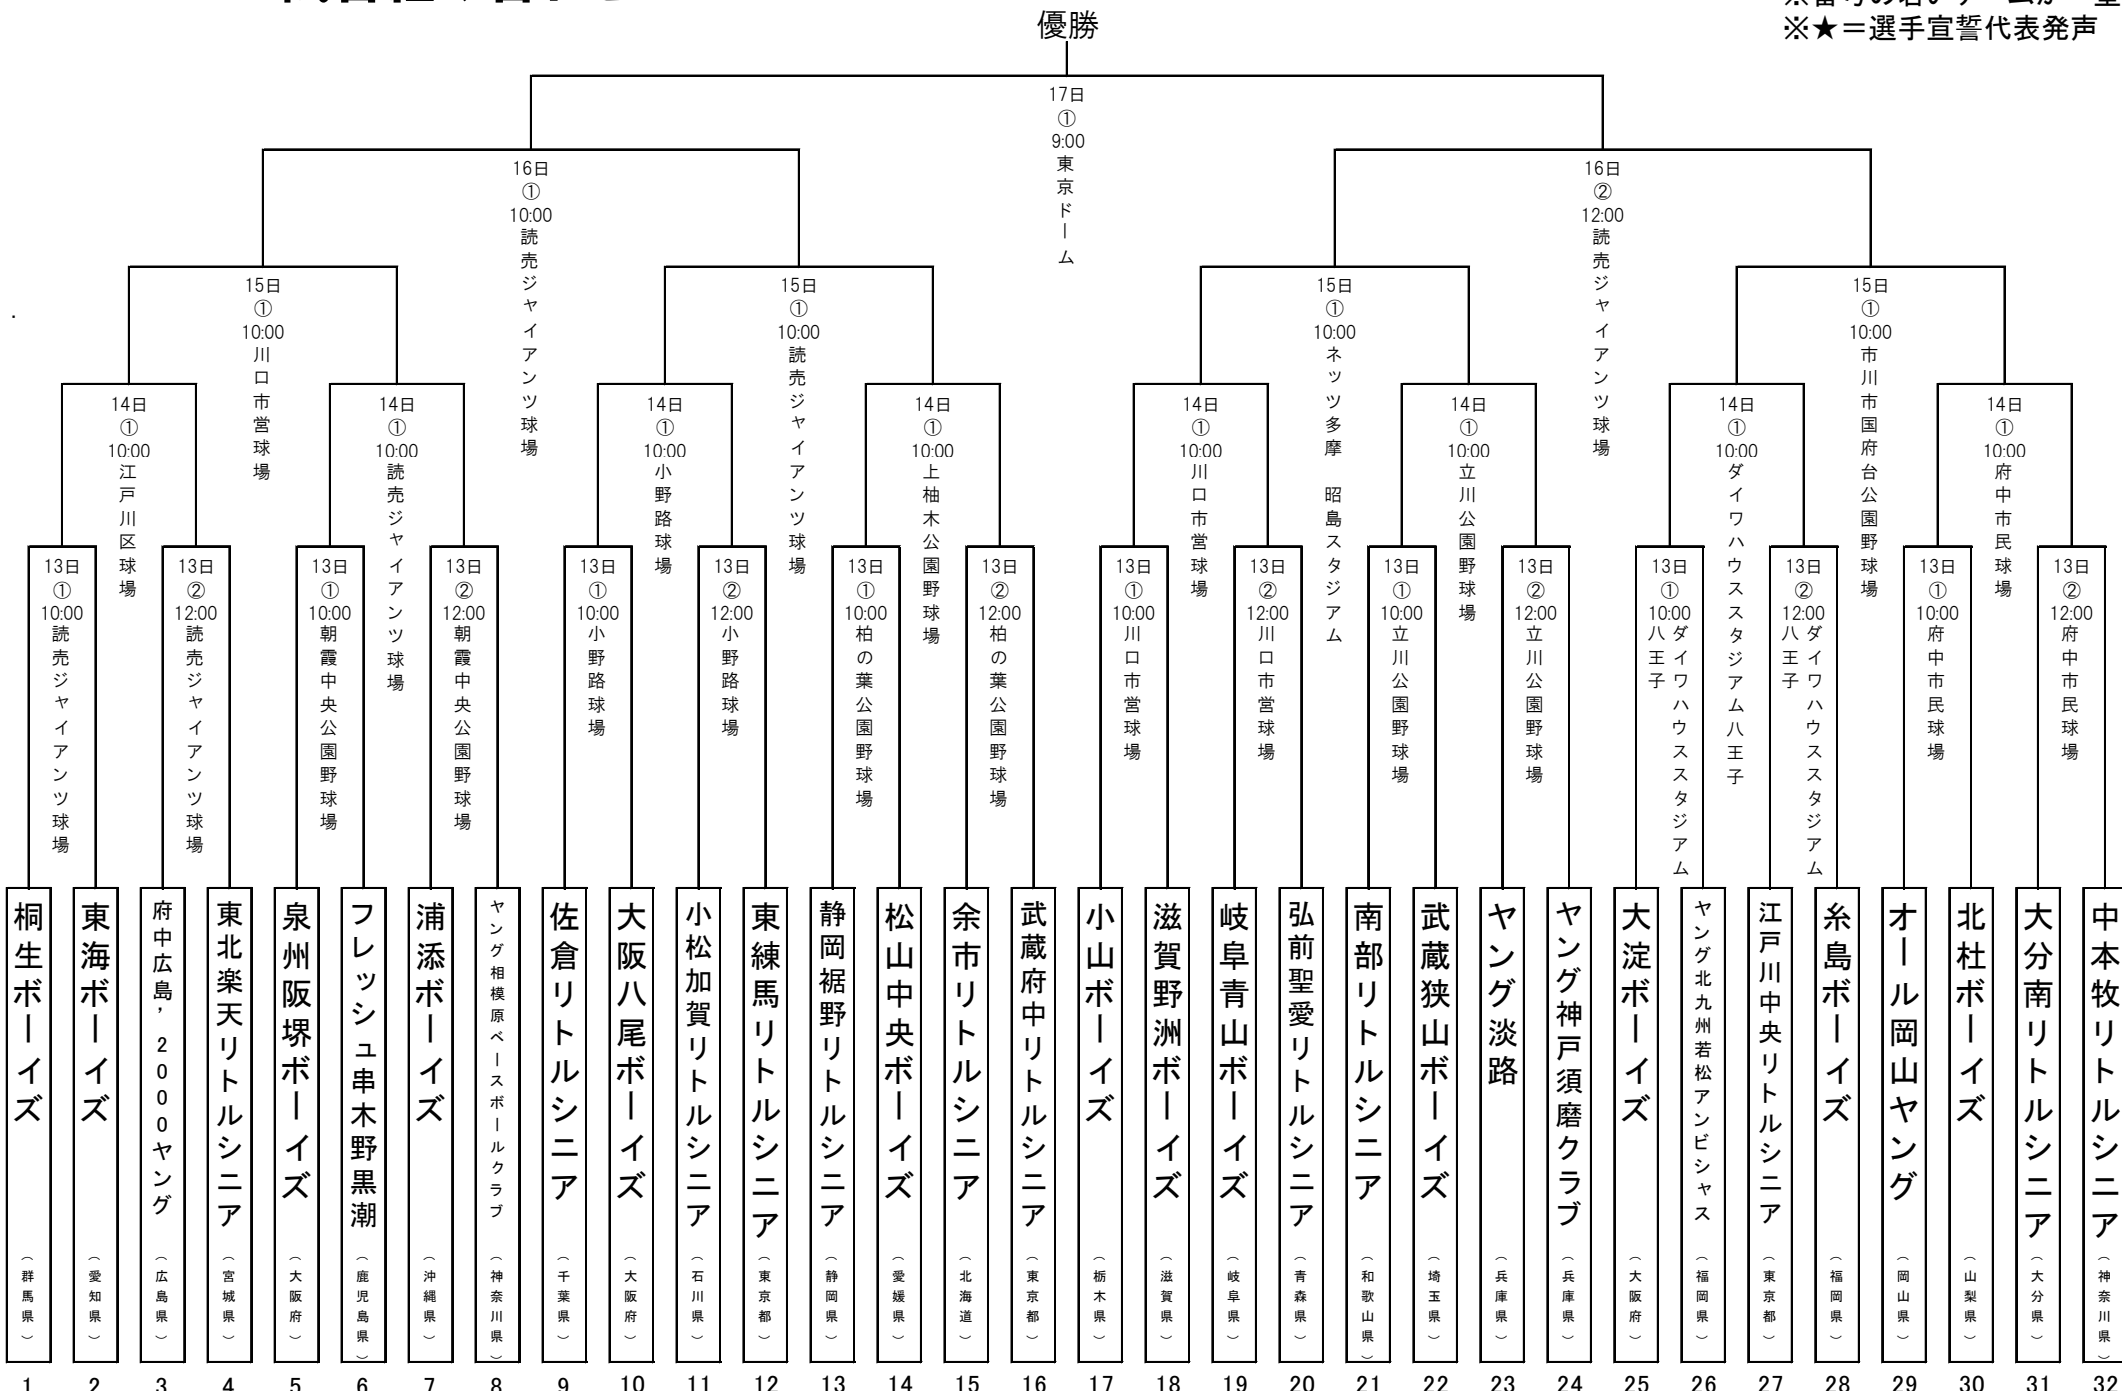 ※★＝選手宣誓代表発声
優勝
17日
①
9:00
東京ドーム
16日
①
10:00
読売ジャイアンツ球場
16日
②
12:00
読売ジャイアンツ球場
15日
①
10:00
川口市営球場
15日
①
10:00
読売ジャイアンツ球場
15日
①
10:00
ネッツ多摩　昭島スタジアム
15日
①
10:00
市川市国府台公園野球場
14日
①
10:00
江戸川区球場
14日
①
10:00
読売ジャイアンツ球場
14日
①
10:00
小野路球場
14日
①
10:00
上柚木公園野球場
14日
①
10:00
川口市営球場
14日
①
10:00
立川公園野球場
14日
①
10:00
ダイワハウススタジアム八王子
14日
①
10:00
府中市民球場
13日
①
10:00
読売ジャイアンツ球場
13日
②
12:00
読売ジャイアンツ球場
13日
①
10:00
朝霞中央公園野球場
13日
②
12:00
朝霞中央公園野球場
13日
①
10:00
小野路球場
13日
②
12:00
小野路球場
13日
①
10:00
柏の葉公園野球場
13日
②
12:00
柏の葉公園野球場
13日
①
10:00
川口市営球場
13日
②
12:00
川口市営球場
13日
①
10:00
立川公園野球場
13日
②
12:00
立川公園野球場
13日
①
10:00
ダイワハウススタジアム
八王子
13日
②
12:00
ダイワハウススタジアム
八王子
13日
①
10:00
府中市民球場
13日
②
12:00
府中市民球場
桐生ボーイズ（群馬県）
東海ボーイズ（愛知県）
府中広島，２０００ヤング（広島県）
東北楽天リトルシニア（宮城県）
泉州阪堺ボーイズ（大阪府）
フレッシュ串木野黒潮（鹿児島県）
浦添ボーイズ（沖縄県）
ヤング相模原ベースボールクラブ（神奈川県）
佐倉リトルシニア（千葉県）
大阪八尾ボーイズ（大阪府）
小松加賀リトルシニア（石川県）
東練馬リトルシニア（東京都）
静岡裾野リトルシニア（静岡県）
松山中央ボーイズ（愛媛県）
余市リトルシニア（北海道）
武蔵府中リトルシニア（東京都）
小山ボーイズ（栃木県）
滋賀野洲ボーイズ（滋賀県）
岐阜青山ボーイズ（岐阜県）
弘前聖愛リトルシニア（青森県）
南部リトルシニア（和歌山県）
武蔵狭山ボーイズ（埼玉県）
ヤング淡路（兵庫県）
ヤング神戸須磨クラブ（兵庫県）
大淀ボーイズ（大阪府）
ヤング北九州若松アンビシャス（福岡県）
江戸川中央リトルシニア（東京都）
糸島ボーイズ（福岡県）
オール岡山ヤング（岡山県）
北杜ボーイズ（山梨県）
大分南リトルシニア（大分県）
中本牧リトルシニア（神奈川県）
1 2 3 4 5 6 7 8 9 10 11 12 13 14 15 16 17 18 19 20 21 22 23 24 25 26 27 28 29 30 31 32